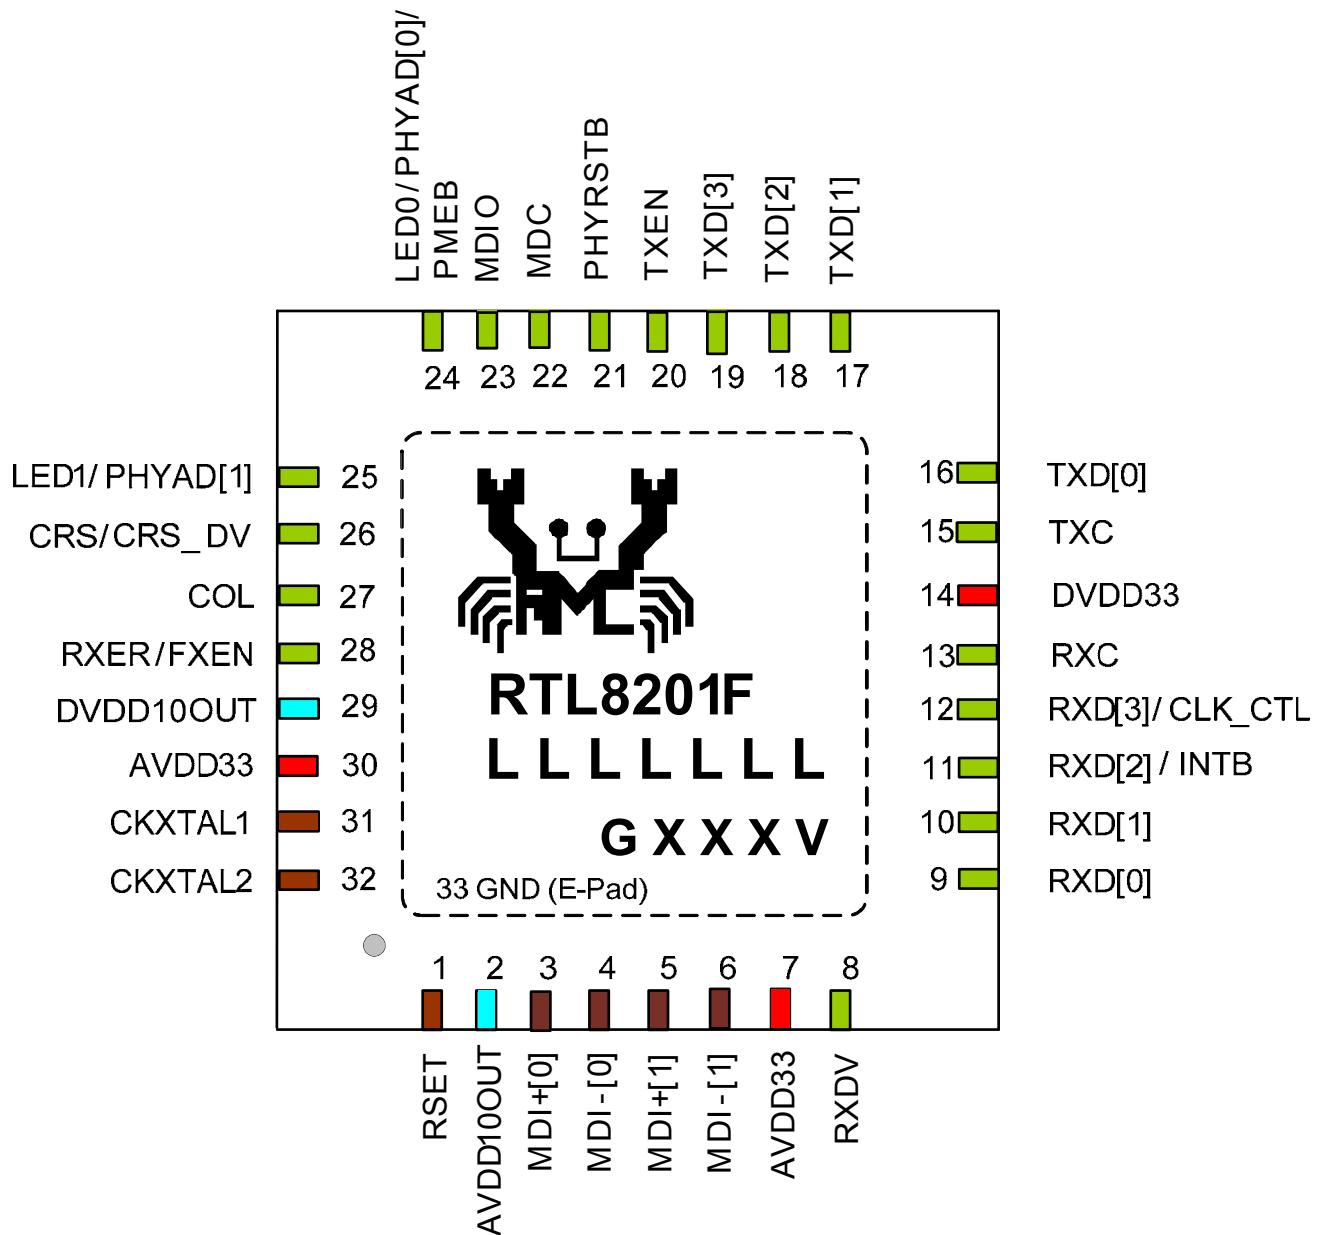 LED0/PHYAD[0]/
PMEB
MDIO
MDC
PHYRSTB
TXEN
TXD[3]
TXD[2]
TXD[1]
24 23 22 21 20 19 18 17
LED1/PHYAD[1] 25
CRS/CRS_DV 26
COL 27
RXER/FXEN 28
DVDD10OUT 29
AVDD33 30
CKXTAL1 31
CKXTAL2 32
16 TXD[0]
15 TXC
14 DVDD33
13 RXC
12 RXD[3]/CLK_CTL
11 RXD[2]/INTB
10 RXD[1]
9 RXD[0]
RTL8201F
LLLLLLL
GXXXV
33 GND (E-Pad)
1 2 3 4 5 6 7 8
RSET
AVDD10OUT
MDI+[0]
MDI-[0]
MDI+[1]
MDI-[1]
AVDD33
RXDV